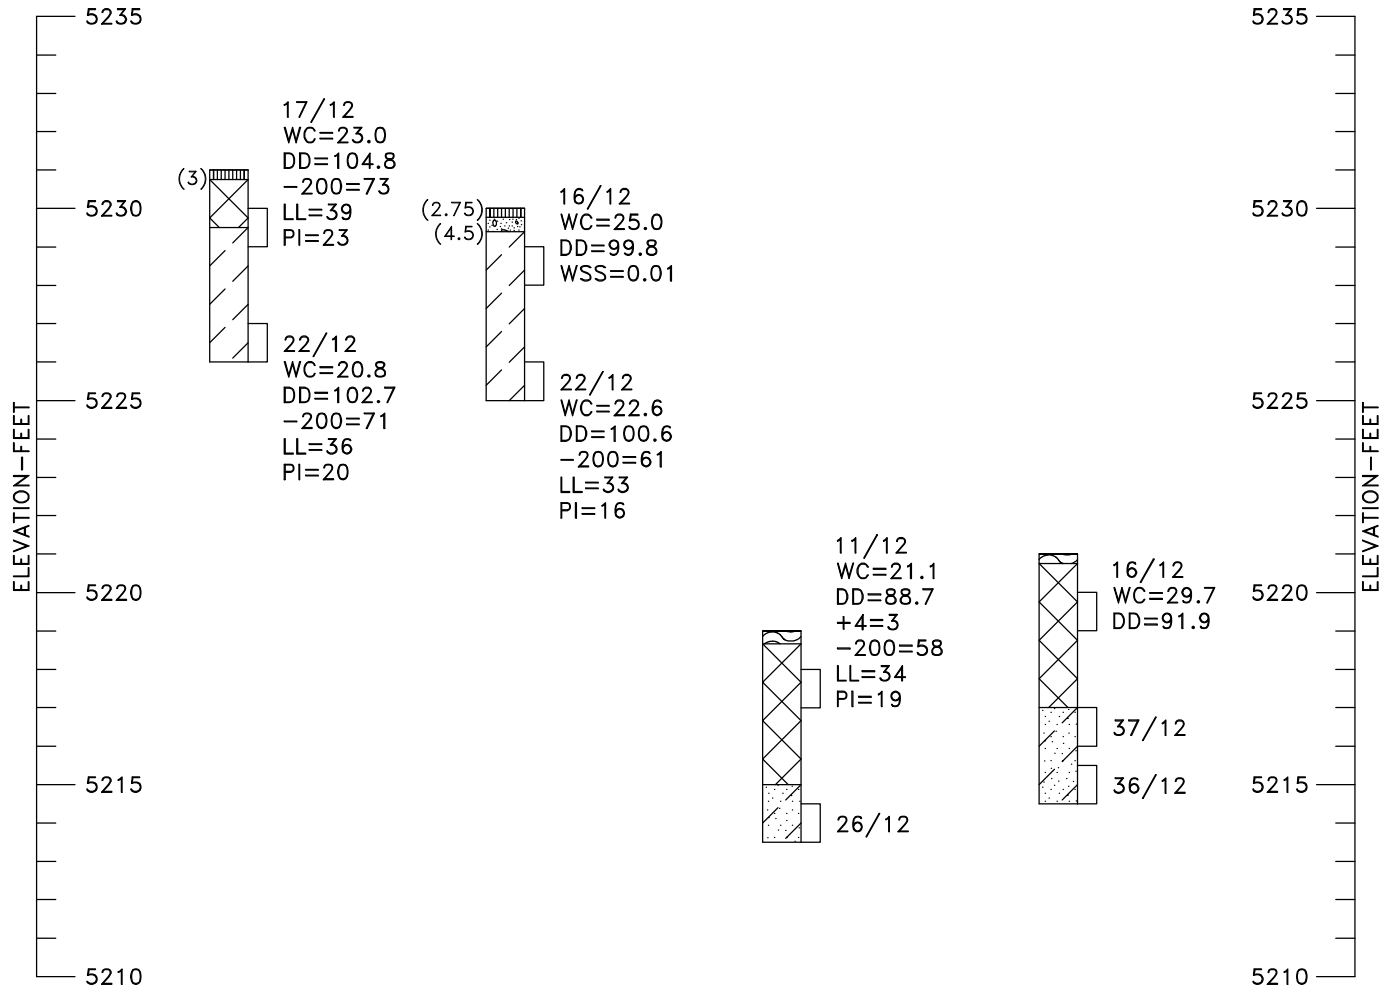 5235
5230
5225
5220
5215
5210
ELEVATION-FEET
(3)
17/12
WC=23.0
DD=104.8
-200=73
LL=39
PI=23
22/12
WC=20.8
DD=102.7
-200=71
LL=36
PI=20
(2.75)
(4.5)
16/12
WC=25.0
DD=99.8
WSS=0.01
22/12
WC=22.6
DD=100.6
-200=61
LL=33
PI=16
11/12
WC=21.1
DD=88.7
+4=3
-200=58
LL=34
PI=19
26/12
16/12
WC=29.7
DD=91.9
37/12
36/12
5235
5230
5225
5220
5215
5210
ELEVATION-FEET